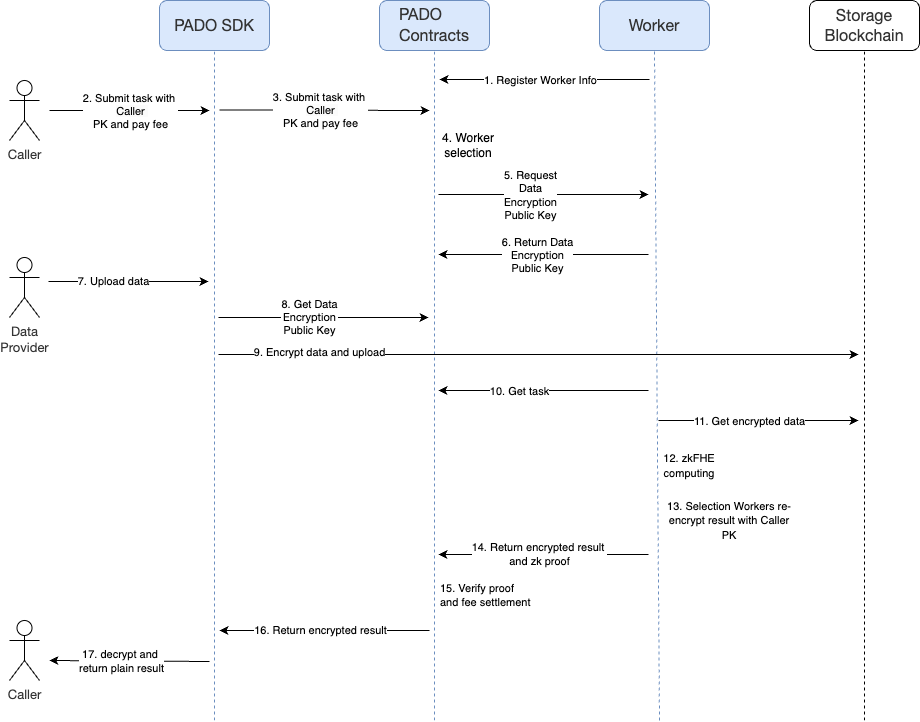 PADO SDK
PADO
Contracts
Worker
Storage
Blockchain
1. Register Worker Info
2. Submit task with
Caller
PK and pay fee
3. Submit task with
Caller
PK and pay fee
Caller
4. Worker
selection
5. Request
Data
Encryption
Public Key
6. Return Data
Encryption
Public Key
7. Upload data
Data
Provider
8. Get Data
Encryption
Public Key
9. Encrypt data and upload
10. Get task
11. Get encrypted data
12. zkFHE
computing
13. Selection Workers re-
encrypt result with Caller
PK
14. Return encrypted result
and zk proof
15. Verify proof
and fee settlement
16. Return encrypted result
17. decrypt and
return plain result
Caller